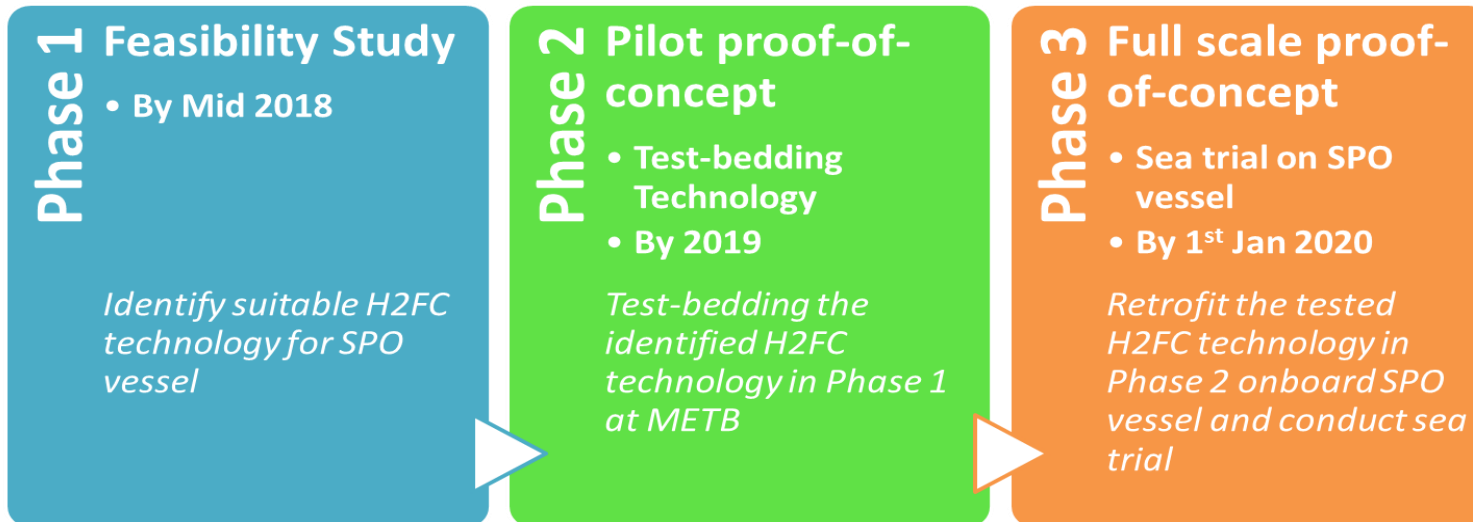 Phase 1
Feasibility Study
• By Mid 2018
Identify suitable H2FC
technology for SPO
vessel
Phase 2
Pilot proof-of-
concept
• Test-bedding
Technology
• By 2019
Test-bedding the
identified H2FC
technology in Phase 1
at METB
Phase 3
Full scale proof-
of-concept
• Sea trial on SPO
vessel
• By 1st Jan 2020
Retrofit the tested
H2FC technology in
Phase 2 onboard SPO
vessel and conduct sea
trial